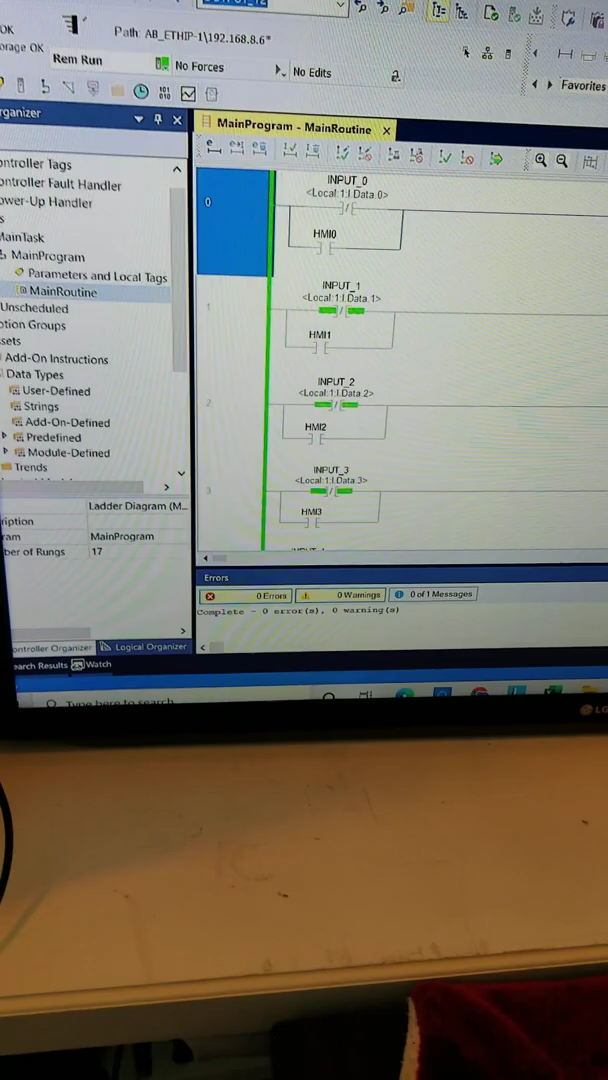 OK
Path: AB_ETHIP-1\192.168.8.6*
orage OK
Rem Run
No Forces
No Edits
Favorites
rganizer
MainProgram - MainRoutine
ontroller Tags
ontroller Fault Handler
ower-Up Handler
s
MainTask
MainProgram
Parameters and Local Tags
MainRoutine
Unscheduled
otion Groups
ssets
Add-On Instructions
Data Types
User-Defined
Strings
Add-On-Defined
Predefined
Module-Defined
Trends
0
INPUT_0
<Local:1:I.Data.0>
HMI0
1
INPUT_1
<Local:1:I.Data.1>
HMI1
2
INPUT_2
<Local:1:I.Data.2>
HMI2
3
INPUT_3
<Local:1:I.Data.3>
HMI3
Ladder Diagram (M...
ription
ram MainProgram
ber of Rungs 17
Errors
0 Errors
0 Warnings
0 of 1 Messages
Complete - 0 error(s), 0 warning(s)
ontroller Organizer
Logical Organizer
earch Results
Watch
Type here to search
LG